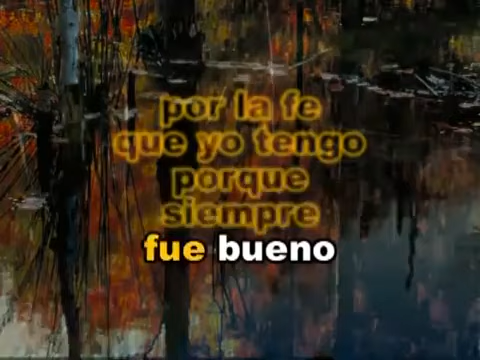 por la fe
que yo tengo
porque
siempre
fue bueno